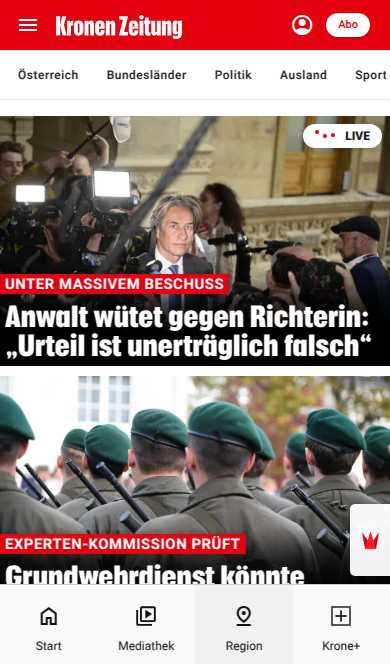 Kronen Zeitung
Abo
Österreich
Bundesländer
Politik
Ausland
Sport
LIVE
UNTER MASSIVEM BESCHUSS
Anwalt wütet gegen Richterin:
„Urteil ist unerträglich falsch“
EXPERTEN-KOMMISSION PRÜFT
Grundwehrdienst könnte
Start
Mediathek
Region
Krone+